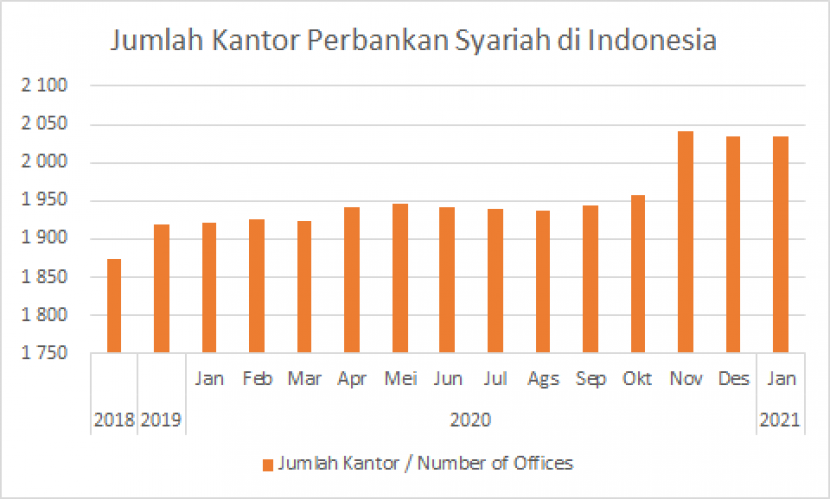 Jumlah Kantor Perbankan Syariah di Indonesia
2 100
2 050
2 000
1 950
1 900
1 850
1 800
1 750
Jan Feb Mar Apr Mei Jun Jul Ags Sep Okt Nov Des Jan
2018 2019 2020 2021
Jumlah Kantor / Number of Offices